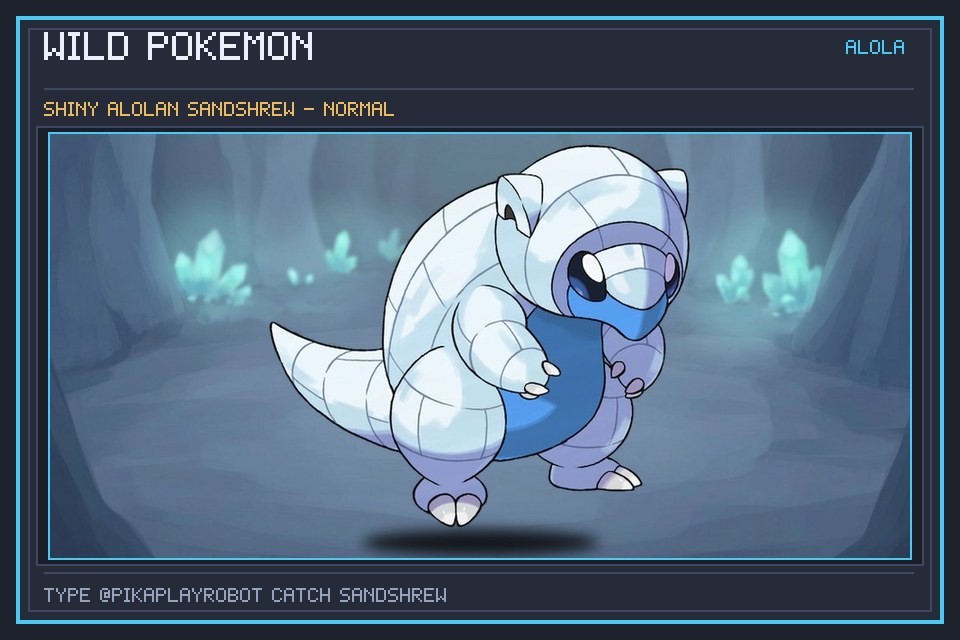 WILD POKEMON
ALOLA
SHINY ALOLAN SANDSHREW - NORMAL
TYPE @PIKAPLAYROBOT CATCH SANDSHREW